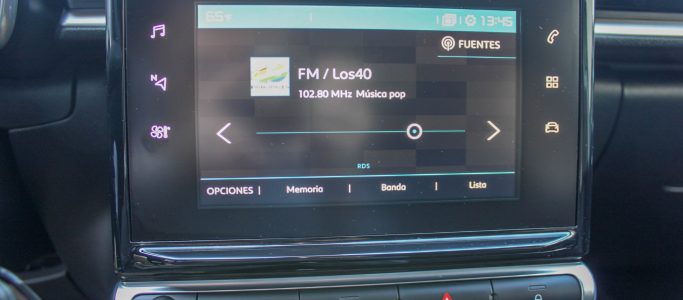 13:45
FUENTES
N
FM / Los40
102.80 MHz Música pop
RDS
OPCIONES | Memoria | Banda | Lista